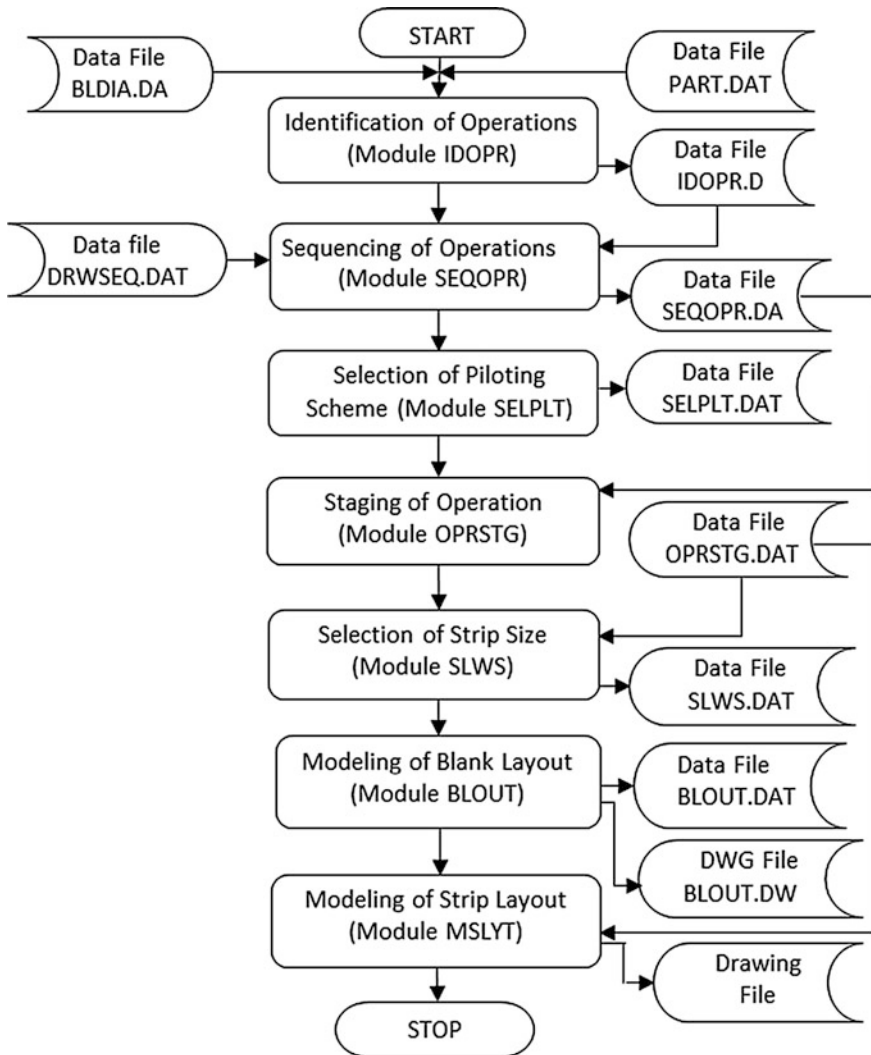 START
Data File
BLDIA.DA
Data File
PART.DAT
Identification of Operations
(Module IDOPR)
Data File
IDOPR.D
Data file
DRWSEQ.DAT
Sequencing of Operations
(Module SEQOPR)
Data File
SEQOPR.DA
Selection of Piloting
Scheme (Module SELPLT)
Data File
SELPLT.DAT
Staging of Operation
(Module OPRSTG)
Data File
OPRSTG.DAT
Selection of Strip Size
(Module SLWS)
Data File
SLWS.DAT
Modeling of Blank Layout
(Module BLOUT)
Data File
BLOUT.DAT
DWG File
BLOUT.DW
Modeling of Strip Layout
(Module MSLYT)
Drawing
File
STOP